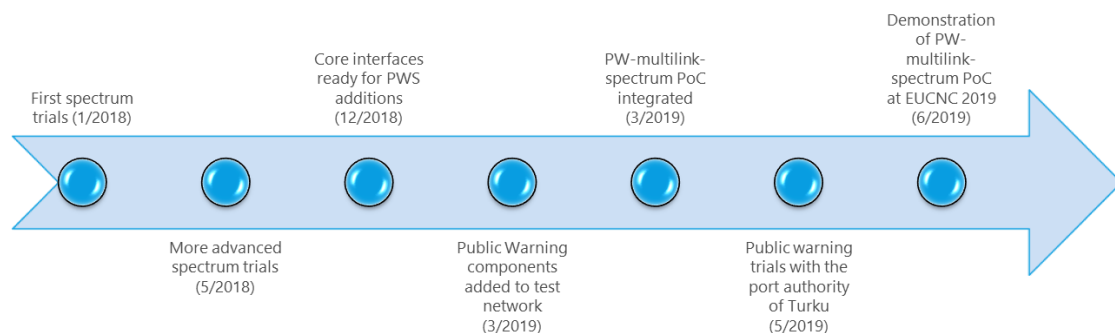 First spectrum
trials (1/2018)
More advanced
spectrum trials
(5/2018)
Core interfaces
ready for PWS
additions
(12/2018)
Public Warning
components
added to test
network
(3/2019)
PW-multilink-
spectrum PoC
integrated
(3/2019)
Public warning
trials with the
port authority
of Turku
(5/2019)
Demonstration
of PW-
multilink-
spectrum PoC
at EUCNC 2019
(6/2019)